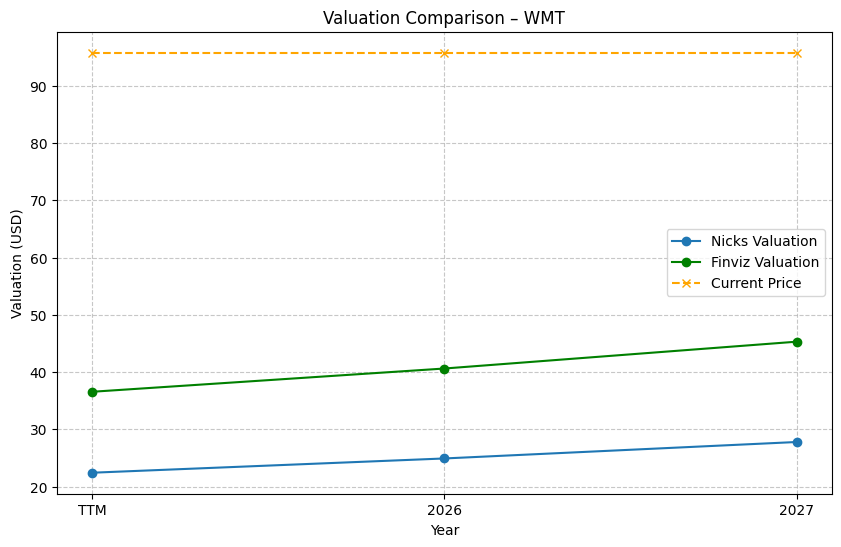 Valuation Comparison – WMT
Valuation (USD)
90
80
70
60
50
40
30
20
Nicks Valuation
Finviz Valuation
Current Price
TTM 2026 2027
Year